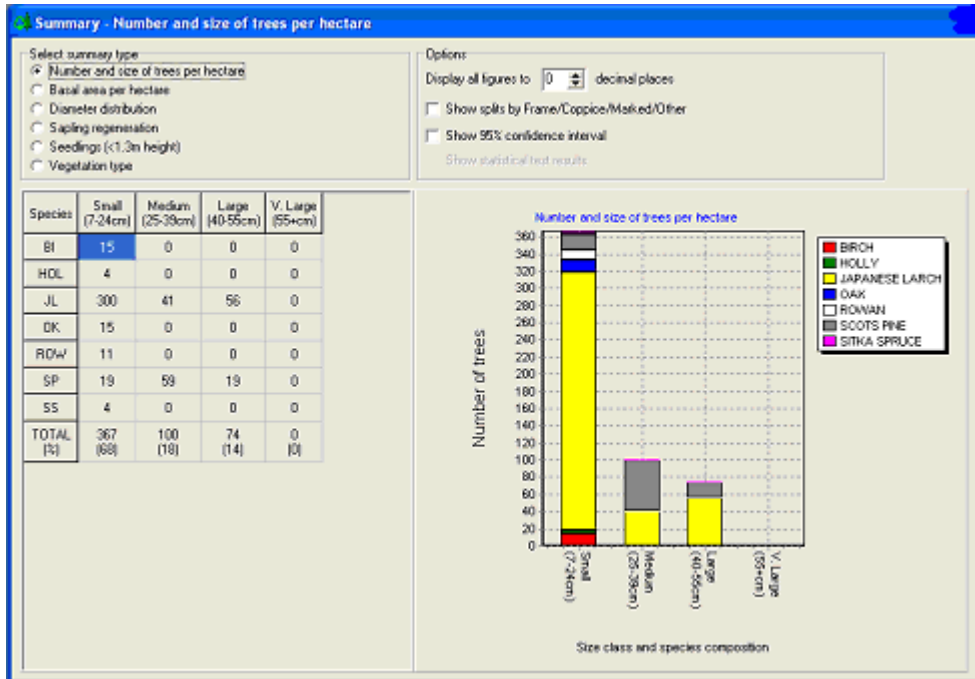 Summary - Number and size of trees per hectare
Select summary type
Number and size of trees per hectare
Basal area per hectare
Diameter distribution
Sapling regeneration
Seedlings (<1.3m height)
Vegetation type
Options
Display all figures to 0 decimal places
Show splits by Frame/Coppice/Marked/Other
Show 95% confidence interval
Show statistical test results
Species Small (7-24cm) Medium (25-39cm) Large (40-55cm) V. Large (55+cm)
BI 15 0 0 0
HOL 4 0 0 0
JL 300 41 56 0
OK 15 0 0 0
ROW 11 0 0 0
SP 19 59 19 0
SS 4 0 0 0
TOTAL 367 100 74 0
(%) (68) (18) (14) (0)
Number and size of trees per hectare
360
340
320
300
280
260
240
220
200
180
160
140
120
100
80
60
40
20
0
Number of trees
Small (7-24cm)
Medium (25-39cm)
Large (40-55cm)
V. Large (55+cm)
Size class and species composition
BIRCH
HOLLY
JAPANESE LARCH
OAK
ROWAN
SCOTS PINE
SITKA SPRUCE